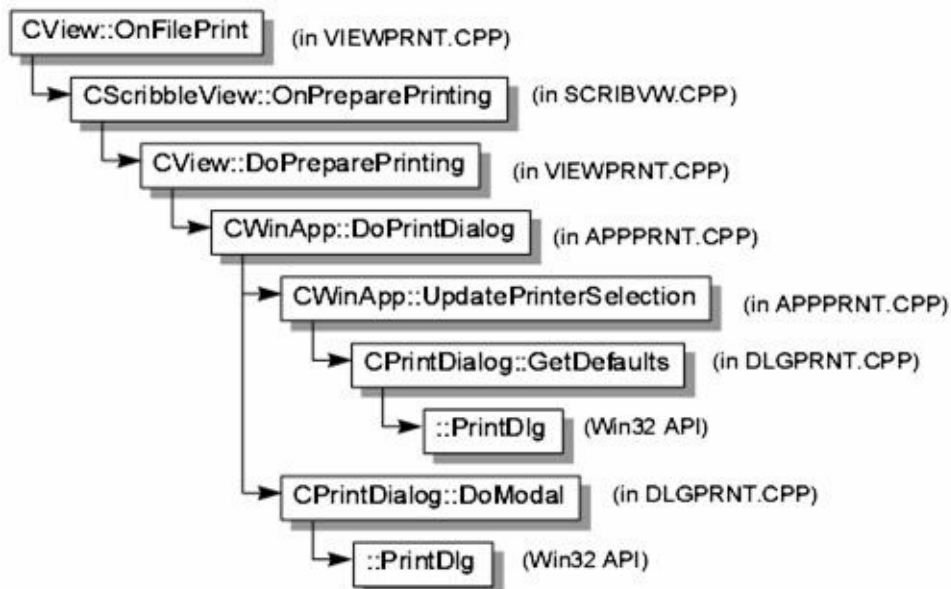 CView::OnFilePrint (in VIEWPRNT.CPP)
CScribbleView::OnPreparePrinting (in SCRIBVW.CPP)
CView::DoPreparePrinting (in VIEWPRNT.CPP)
CWinApp::DoPrintDialog (in APPPRNT.CPP)
CWinApp::UpdatePrinterSelection (in APPPRNT.CPP)
CPrintDialog::GetDefaults (in DLGPRNT.CPP)
::PrintDlg (Win32 API)
CPrintDialog::DoModal (in DLGPRNT.CPP)
::PrintDlg (Win32 API)